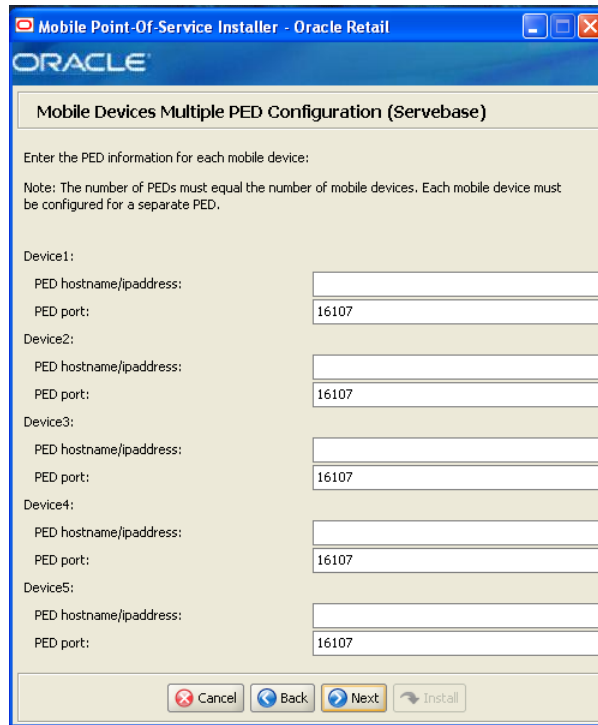 Mobile Point-Of-Service Installer - Oracle Retail
ORACLE
Mobile Devices Multiple PED Configuration (Servebase)
Enter the PED information for each mobile device:
Note: The number of PEDs must equal the number of mobile devices. Each mobile device must
be configured for a separate PED.
Device1:
PED hostname/ipaddress:
PED port: 16107
Device2:
PED hostname/ipaddress:
PED port: 16107
Device3:
PED hostname/ipaddress:
PED port: 16107
Device4:
PED hostname/ipaddress:
PED port: 16107
Device5:
PED hostname/ipaddress:
PED port: 16107
Cancel Back Next Install